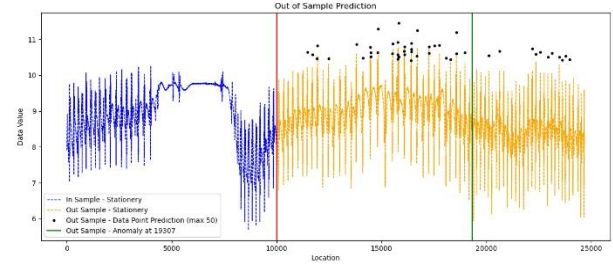 Out of Sample Prediction
Data Value
11
10
9
8
7
6
In Sample - Stationery
Out Sample - Stationery
Out Sample - Data Point Prediction (max 50)
Out Sample - Anomaly at 19307
0
5000
10000
15000
20000
25000
Location